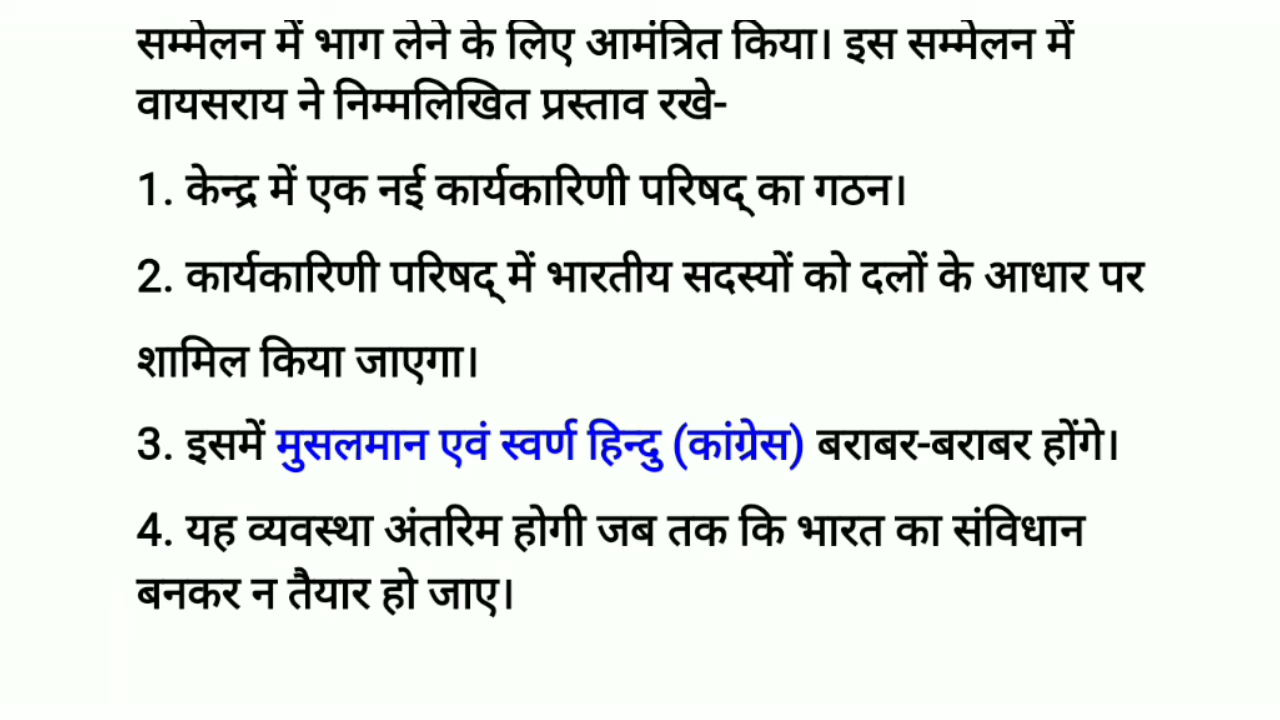 सम्मेलन में भाग लेने के लिए आमंत्रित किया। इस सम्मेलन में
वायसराय ने निम्मलिखित प्रस्ताव रखे-
1. केन्द्र में एक नई कार्यकारिणी परिषद् का गठन।
2. कार्यकारिणी परिषद् में भारतीय सदस्यों को दलों के आधार पर
शामिल किया जाएगा।
3. इसमें मुसलमान एवं स्वर्ण हिन्दु (कांग्रेस) बराबर-बराबर होंगे।
4. यह व्यवस्था अंतरिम होगी जब तक कि भारत का संविधान
बनकर न तैयार हो जाए।